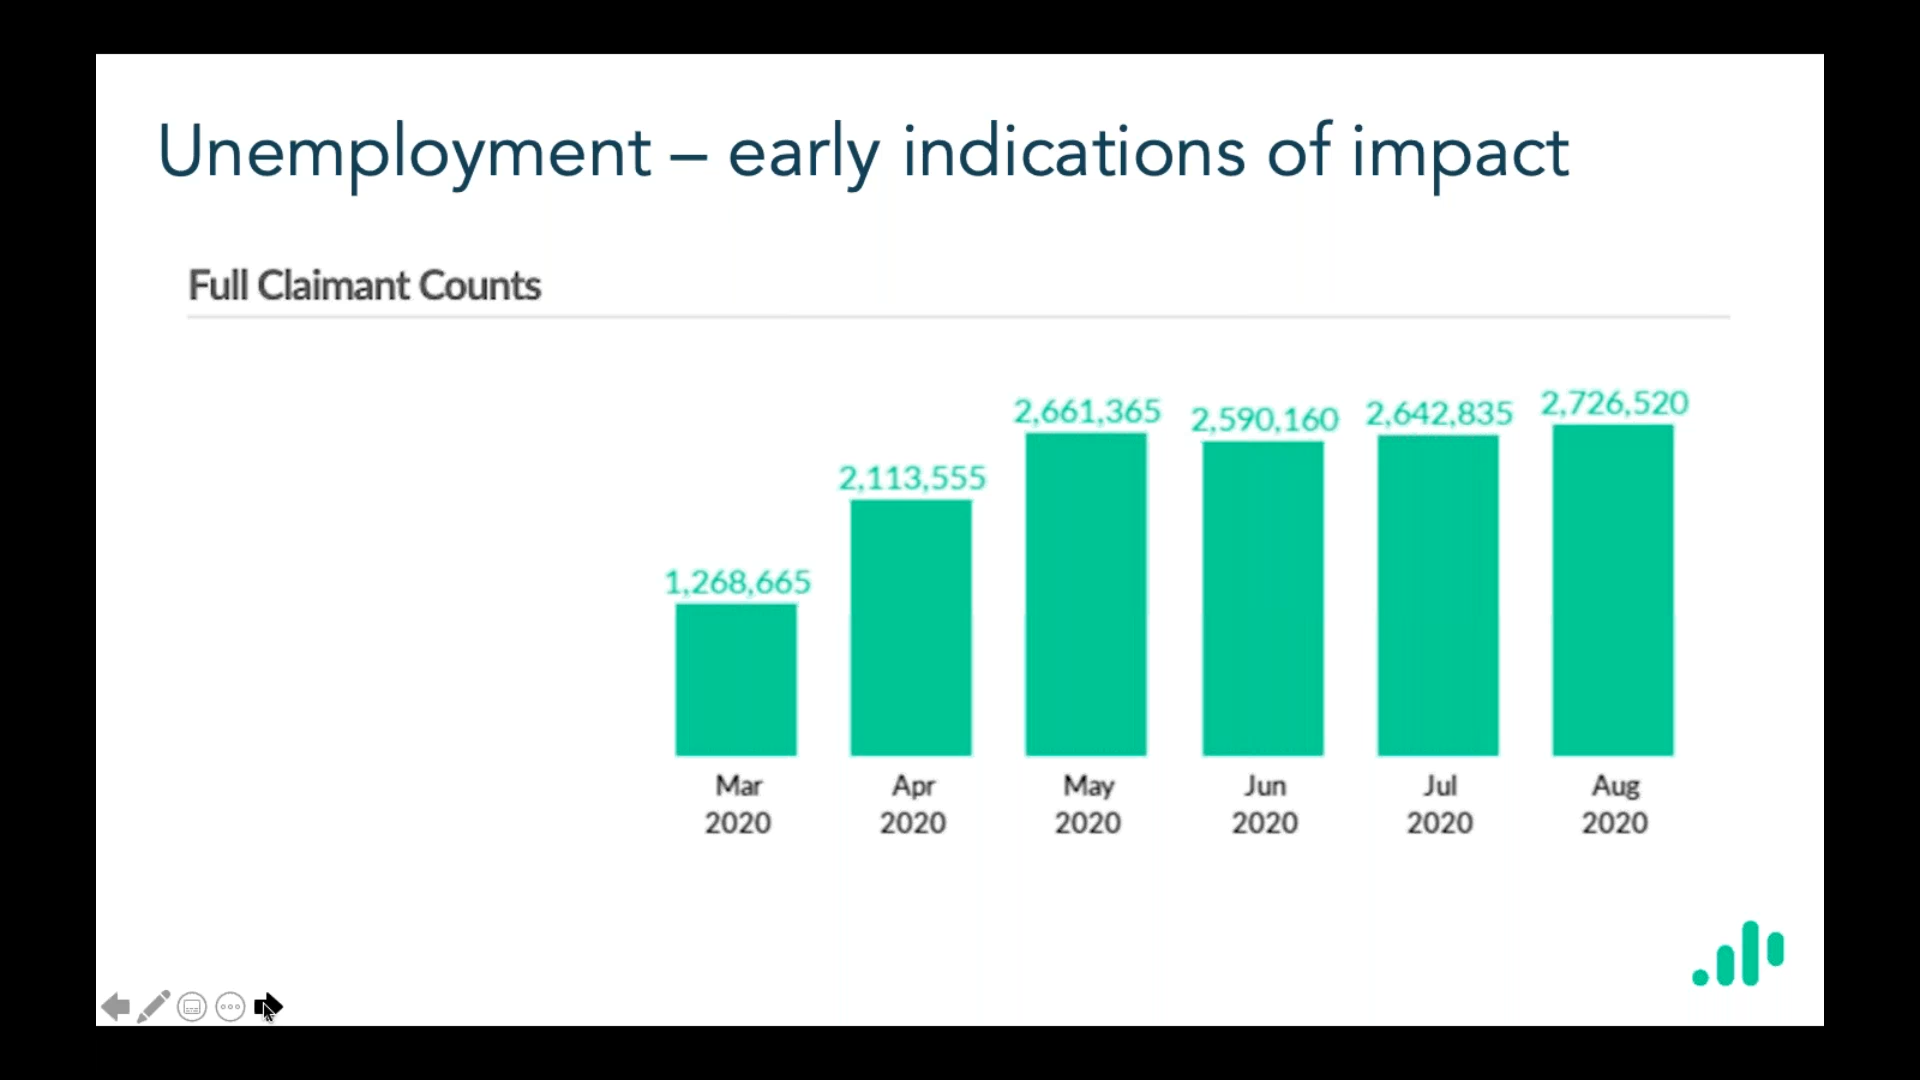 Unemployment – early indications of impact
Full Claimant Counts
1,268,665
2,113,555
2,661,365
2,590,160
2,642,835
2,726,520
Mar
2020
Apr
2020
May
2020
Jun
2020
Jul
2020
Aug
2020